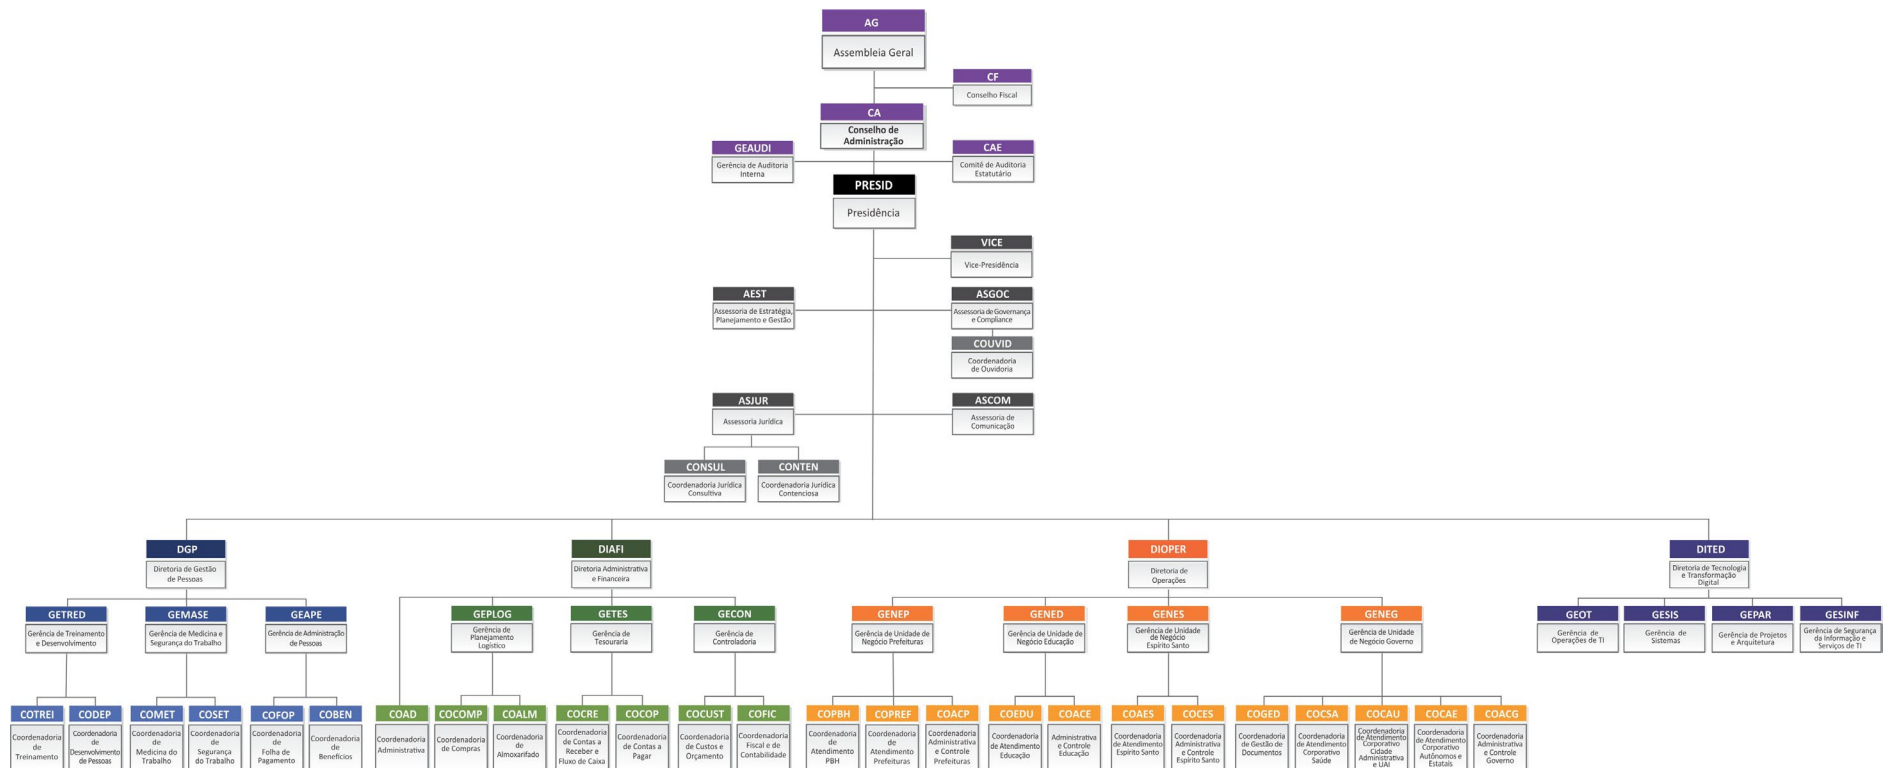 AG
Assembleia Geral
CF
Conselho Fiscal
CA
Conselho de
Administração
GEAUDI
Gerência de Auditoria
Interna
CAE
Comitê de Auditoria
Estatutário
PRESID
Presidência
VICE
Vice-Presidência
AEST
Assessoria de Estratégia,
Planejamento e Gestão
ASGOC
Assessoria de Governança
e Compliance
COUVID
Coordenadoria
de Ouvidoria
ASJUR
Assessoria Jurídica
ASCOM
Assessoria de
Comunicação
CONSUL
Coordenadoria Jurídica
Consultiva
CONTEN
Coordenadoria Jurídica
Contenciosa
DGP
Diretoria de Gestão
de Pessoas
DIAFI
Diretoria Administrativa
e Financeira
DIOPER
Diretoria de
Operações
DITED
Diretoria de Tecnologia
e Transformação
Digital
GETRED
Gerência de Treinamento
e Desenvolvimento
GEMASE
Gerência de Medicina e
Segurança do Trabalho
GEAPE
Gerência de Administração
de Pessoas
GEPLOG
Gerência de
Planejamento
Logístico
GETES
Gerência de
Tesouraria
GECON
Gerência de
Controladoria
GENEP
Gerência de Unidade de
Negócio Prefeituras
GENED
Gerência de Unidade de
Negócio Educação
GENES
Gerência de Unidade
de Negócio
Espírito Santo
GENEG
Gerência de Unidade
de Negócio Governo
GEOT
Gerência de
Operações de TI
GESIS
Gerência de
Sistemas
GEPAR
Gerência de Projetos
e Arquitetura
GESINF
Gerência de Segurança
da Informação e
Serviços de TI
COTREI
Coordenadoria
de
Treinamento
CODEP
Coordenadoria
de
Desenvolvimento
de Pessoas
COMET
Coordenadoria
de
Medicina do
Trabalho
COSET
Coordenadoria
de
Segurança
do Trabalho
COFOP
Coordenadoria
de
Folha de
Pagamento
COBEN
Coordenadoria
de
Benefícios
COAD
Coordenadoria
Administrativa
COCOMP
Coordenadoria
de Compras
COALM
Coordenadoria
de
Almoxarifado
COCRE
Coordenadoria
de Contas a
Receber e
Fluxo de Caixa
COCOP
Coordenadoria
de Contas a
Pagar
COCUST
Coordenadoria
de Custos e
Orçamento
COFIC
Coordenadoria
Fiscal e de
Contabilidade
COPBH
Coordenadoria
de
Atendimento
PBH
COPREF
Coordenadoria
de
Atendimento
Prefeituras
COACP
Coordenadoria
Administrativa
e Controle
Prefeituras
COEDU
Coordenadoria
de Atendimento
Educação
COACE
Administrativa
e Controle
Educação
COAES
Coordenadoria
de Atendimento
Espírito Santo
COCES
Coordenadoria
Administrativa
e Controle
Espírito Santo
COGED
Coordenadoria
de Gestão de
Documentos
COCSA
Coordenadoria
de Atendimento
Corporativo
Saúde
COCAU
Coordenadoria
de Atendimento
Corporativo
Cidade
Administrativa
e UAI
COCAE
Coordenadoria
de Atendimento
Corporativo
Autônomos e
Estatais
COACG
Coordenadoria
Administrativa
e Controle
Governo